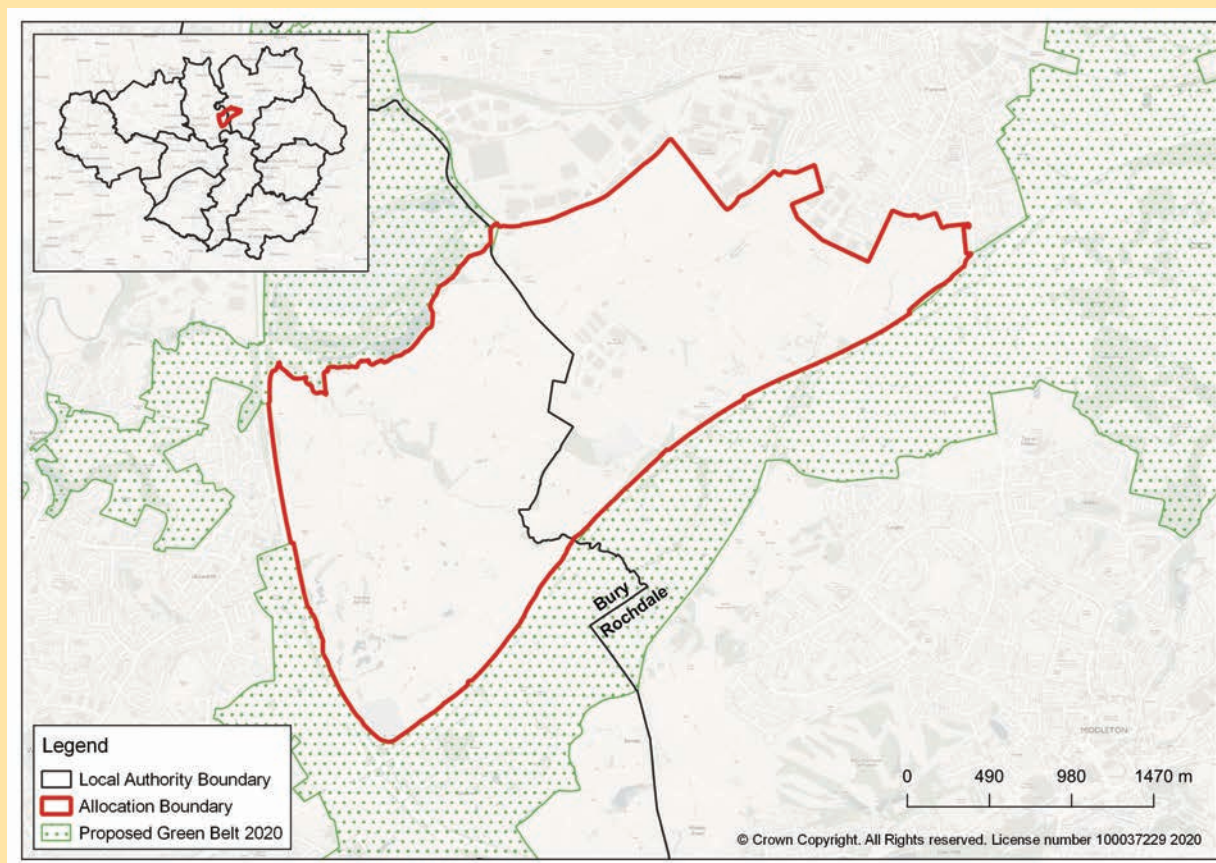 Bury
Rochdale
MIDDLETON
Legend
Local Authority Boundary
Allocation Boundary
Proposed Green Belt 2020
0 490 980 1470 m
© Crown Copyright. All Rights reserved. License number 100037229 2020